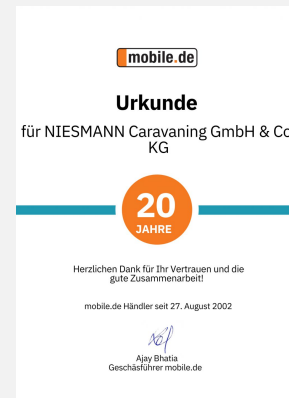 mobile.de
Urkunde
für NIESMANN Caravaning GmbH & Co
KG
20
JAHRE
Herzlichen Dank für Ihr Vertrauen und die
gute Zusammenarbeit!
mobile.de Händler seit 27. August 2002
Ajay Bhatia
Geschäsführer mobile.de